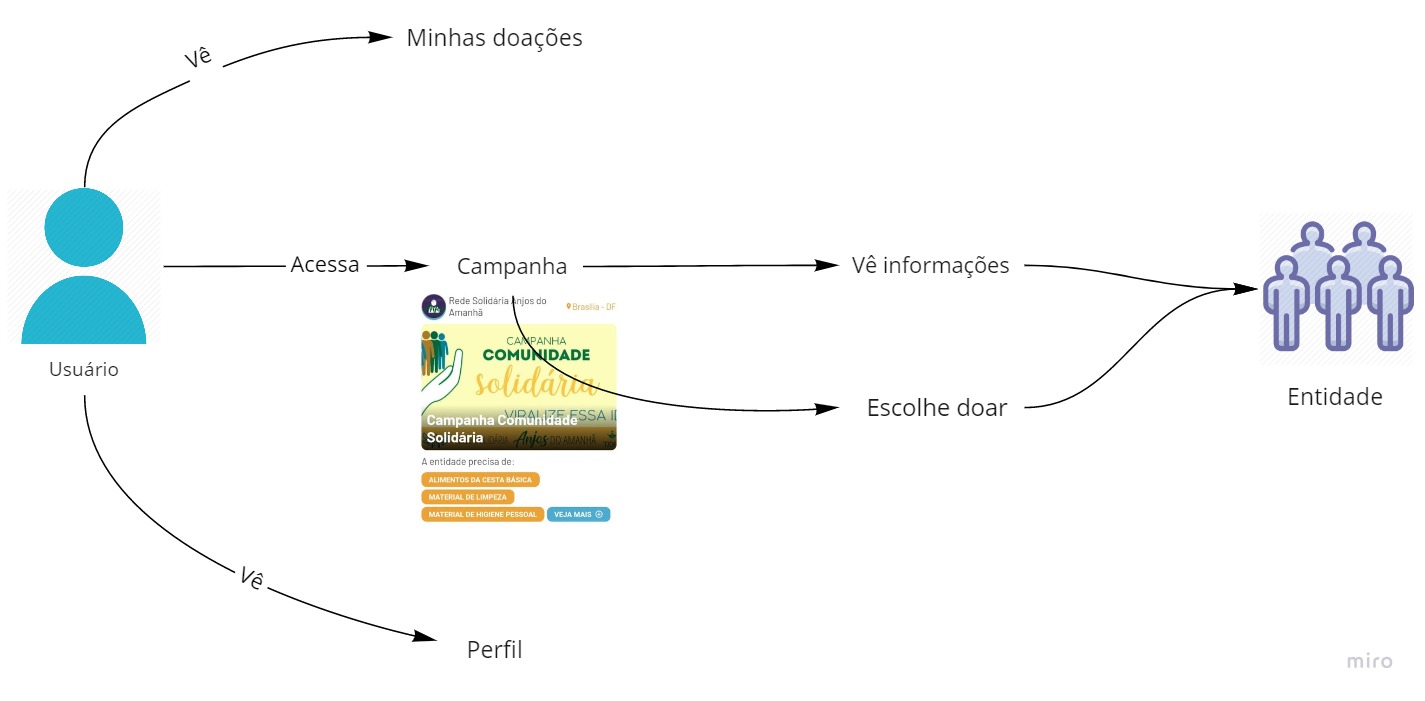 Vê
Minhas doações
Acessa
Campanha
Vê informações
Rede Solidária Anjos do
Amanhã
Brasília - DF
CAMPANHA
COMUNIDADE
solidária
VIRALIZE ESSA
Campanha Comunidade
Solidária
Anjos DO AMANHÃ
A entidade precisa de:
ALIMENTOS DA CESTA BÁSICA
MATERIAL DE LIMPEZA
MATERIAL DE HIGIENE PESSOAL
VEJA MAIS
Usuário
Escolhe doar
Entidade
Vê
Perfil
miro